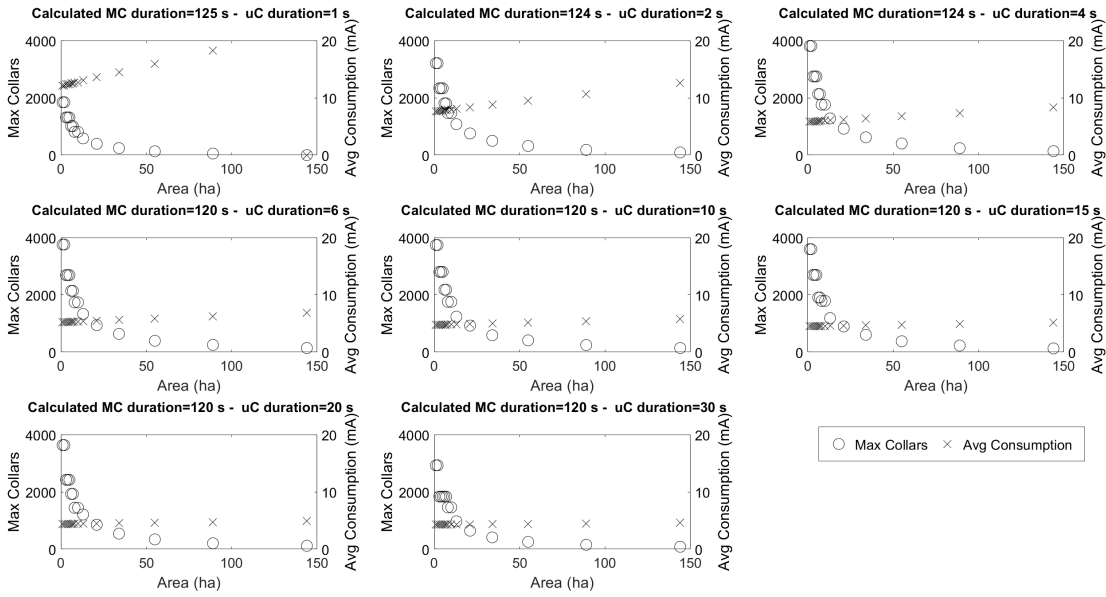 Calculated MC duration=125 s -  uC duration=1 s
4000
2000
0
Max Collars
20
10
0
Avg Consumption (mA)
0 50 100 150
Area (ha)
Calculated MC duration=124 s -  uC duration=2 s
4000
2000
0
Max Collars
20
10
0
Avg Consumption (mA)
0 50 100 150
Area (ha)
Calculated MC duration=124 s -  uC duration=4 s
4000
2000
0
Max Collars
20
10
0
Avg Consumption (mA)
0 50 100 150
Area (ha)
Calculated MC duration=120 s -  uC duration=6 s
4000
2000
0
Max Collars
20
10
0
Avg Consumption (mA)
0 50 100 150
Area (ha)
Calculated MC duration=120 s -  uC duration=10 s
4000
2000
0
Max Collars
20
10
0
Avg Consumption (mA)
0 50 100 150
Area (ha)
Calculated MC duration=120 s -  uC duration=15 s
4000
2000
0
Max Collars
20
10
0
Avg Consumption (mA)
0 50 100 150
Area (ha)
Calculated MC duration=120 s -  uC duration=20 s
4000
2000
0
Max Collars
20
10
0
Avg Consumption (mA)
0 50 100 150
Area (ha)
Calculated MC duration=120 s -  uC duration=30 s
4000
2000
0
Max Collars
20
10
0
Avg Consumption (mA)
0 50 100 150
Area (ha)
Max Collars Avg Consumption